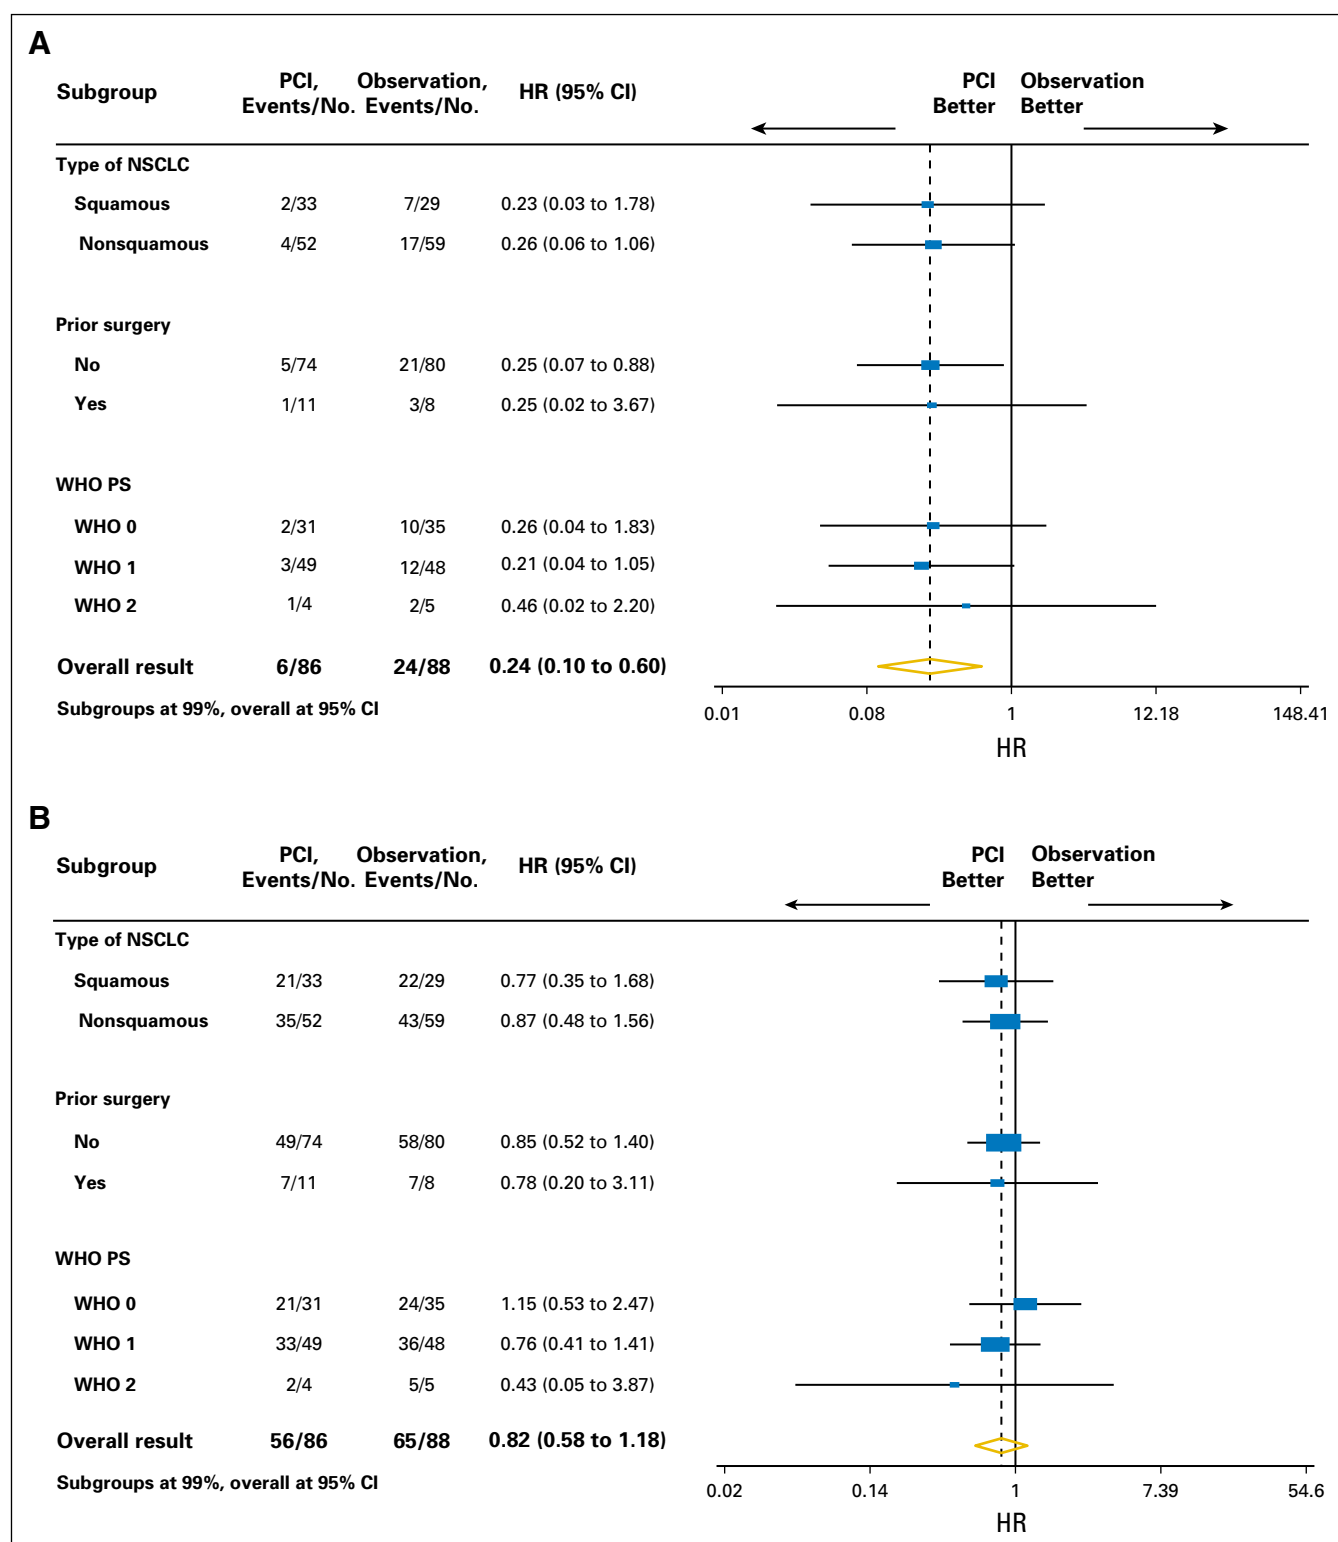 A
Subgroup PCI, Events/No. Observation, Events/No. HR (95% CI) PCI Better Observation Better
Type of NSCLC
Squamous 2/33 7/29 0.23 (0.03 to 1.78)
Nonsquamous 4/52 17/59 0.26 (0.06 to 1.06)
Prior surgery
No 5/74 21/80 0.25 (0.07 to 0.88)
Yes 1/11 3/8 0.25 (0.02 to 3.67)
WHO PS
WHO 0 2/31 10/35 0.26 (0.04 to 1.83)
WHO 1 3/49 12/48 0.21 (0.04 to 1.05)
WHO 2 1/4 2/5 0.46 (0.02 to 2.20)
Overall result 6/86 24/88 0.24 (0.10 to 0.60)
Subgroups at 99%, overall at 95% CI
0.01 0.08 1 12.18 148.41
HR
B
Subgroup PCI, Events/No. Observation, Events/No. HR (95% CI) PCI Better Observation Better
Type of NSCLC
Squamous 21/33 22/29 0.77 (0.35 to 1.68)
Nonsquamous 35/52 43/59 0.87 (0.48 to 1.56)
Prior surgery
No 49/74 58/80 0.85 (0.52 to 1.40)
Yes 7/11 7/8 0.78 (0.20 to 3.11)
WHO PS
WHO 0 21/31 24/35 1.15 (0.53 to 2.47)
WHO 1 33/49 36/48 0.76 (0.41 to 1.41)
WHO 2 2/4 5/5 0.43 (0.05 to 3.87)
Overall result 56/86 65/88 0.82 (0.58 to 1.18)
Subgroups at 99%, overall at 95% CI
0.02 0.14 1 7.39 54.6
HR